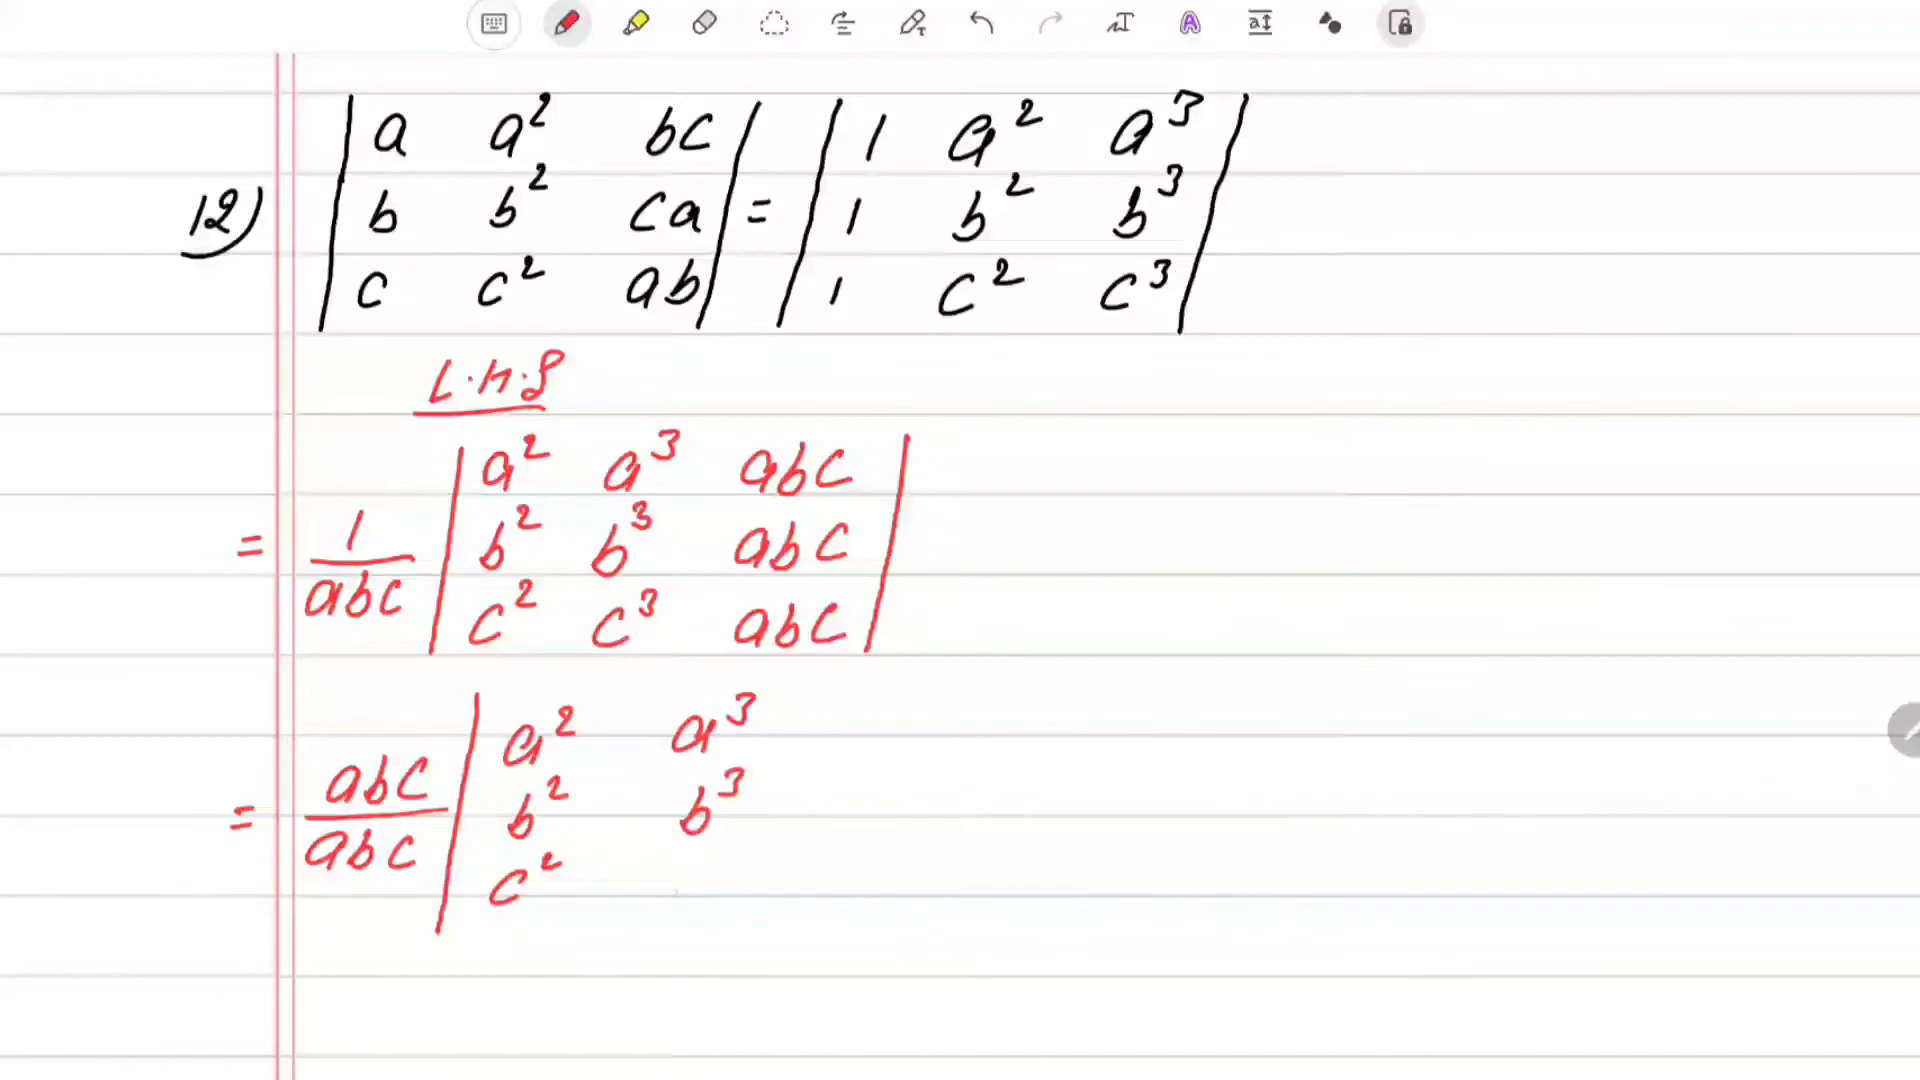 12) | a a² bc | = | 1 a² a³ |
| b b² ca | | 1 b² b³ |
| c c² ab | | 1 c² c³ |
L.H.S
= 1/abc | a² a³ abc |
| b² b³ abc |
| c² c³ abc |
= abc/abc | a² a³
| b² b³
| c²